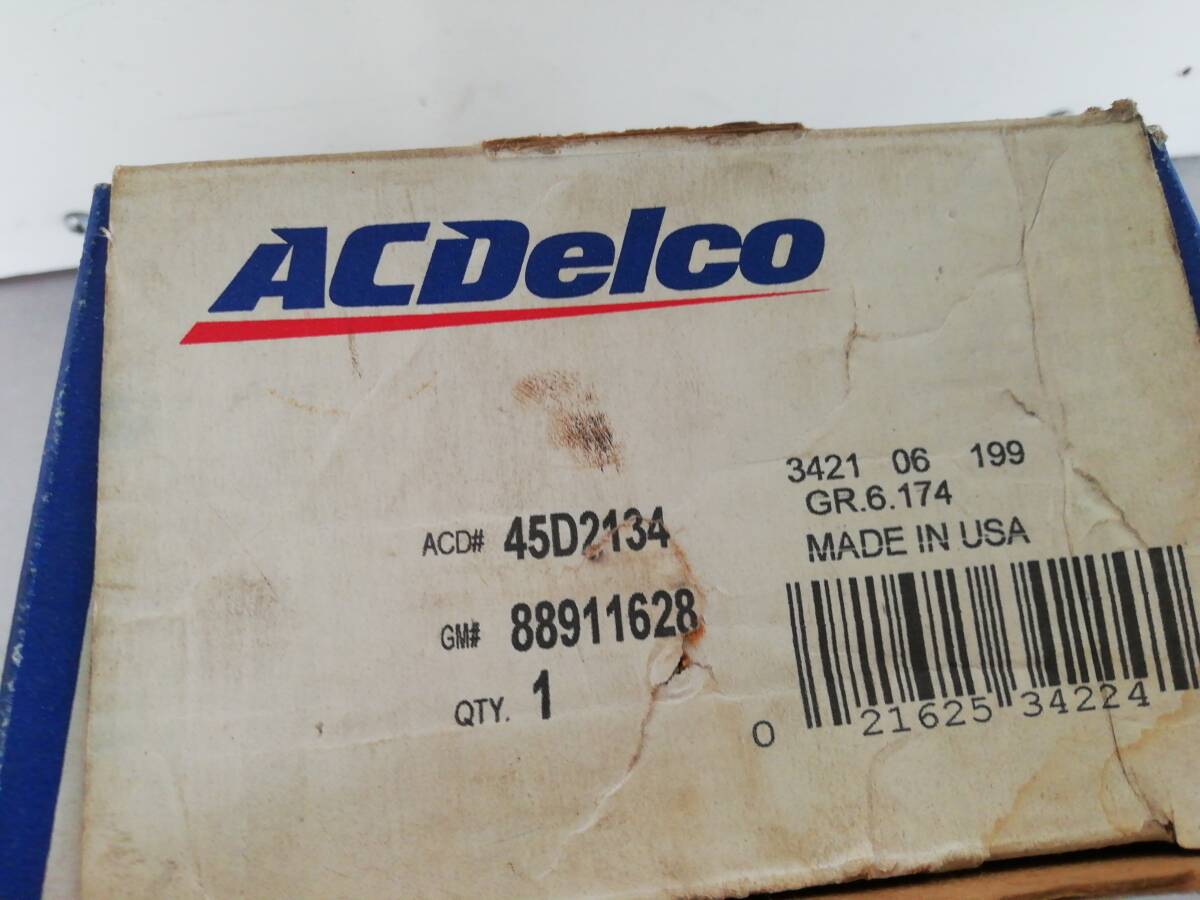 ACDelco
3421 06 199
GR.6.174
MADE IN USA
ACD# 45D2134
GM# 88911628
QTY. 1
0 21625 34224